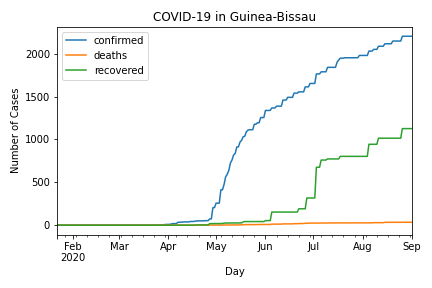 COVID-19 in Guinea-Bissau
confirmed
deaths
recovered
Number of Cases
2000
1500
1000
500
0
Feb Mar Apr May Jun Jul Aug Sep
2020
Day